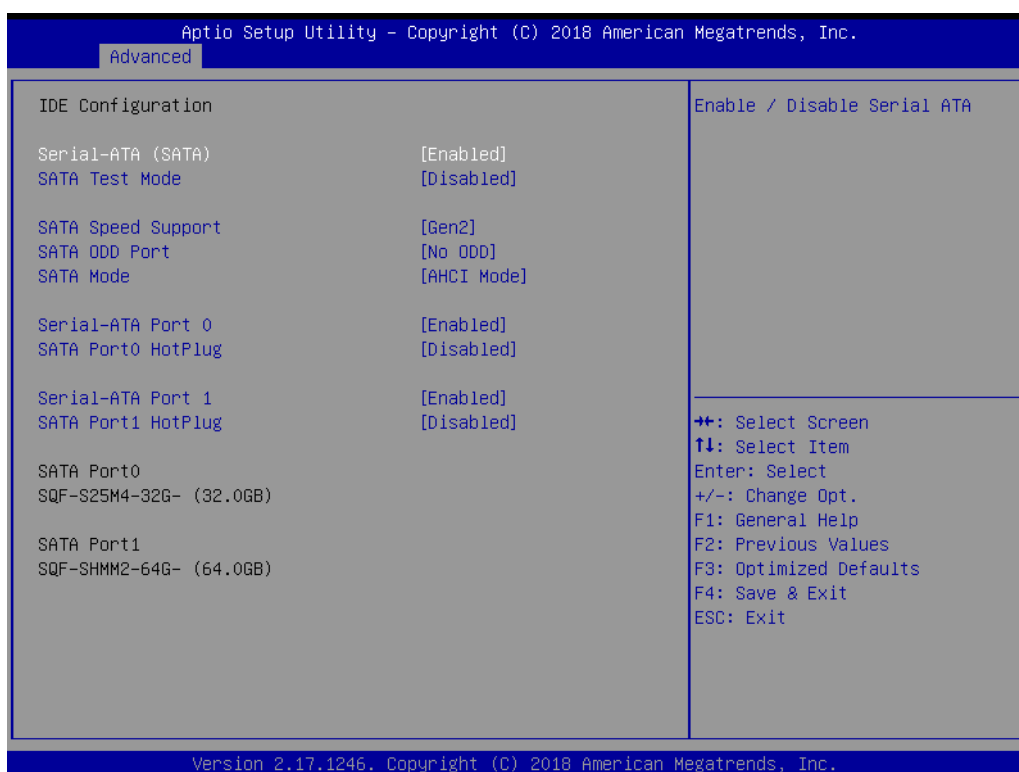 Aptio Setup Utility – Copyright (C) 2018 American Megatrends, Inc.
Advanced
IDE Configuration
Serial-ATA (SATA) [Enabled]
SATA Test Mode [Disabled]
SATA Speed Support [Gen2]
SATA ODD Port [No ODD]
SATA Mode [AHCI Mode]
Serial-ATA Port 0 [Enabled]
SATA Port0 HotPlug [Disabled]
Serial-ATA Port 1 [Enabled]
SATA Port1 HotPlug [Disabled]
SATA Port0
SQF-S25M4-32G- (32.0GB)
SATA Port1
SQF-SHMM2-64G- (64.0GB)
Enable / Disable Serial ATA
→←: Select Screen
↑↓: Select Item
Enter: Select
+/-: Change Opt.
F1: General Help
F2: Previous Values
F3: Optimized Defaults
F4: Save & Exit
ESC: Exit
Version 2.17.1246. Copyright (C) 2018 American Megatrends, Inc.